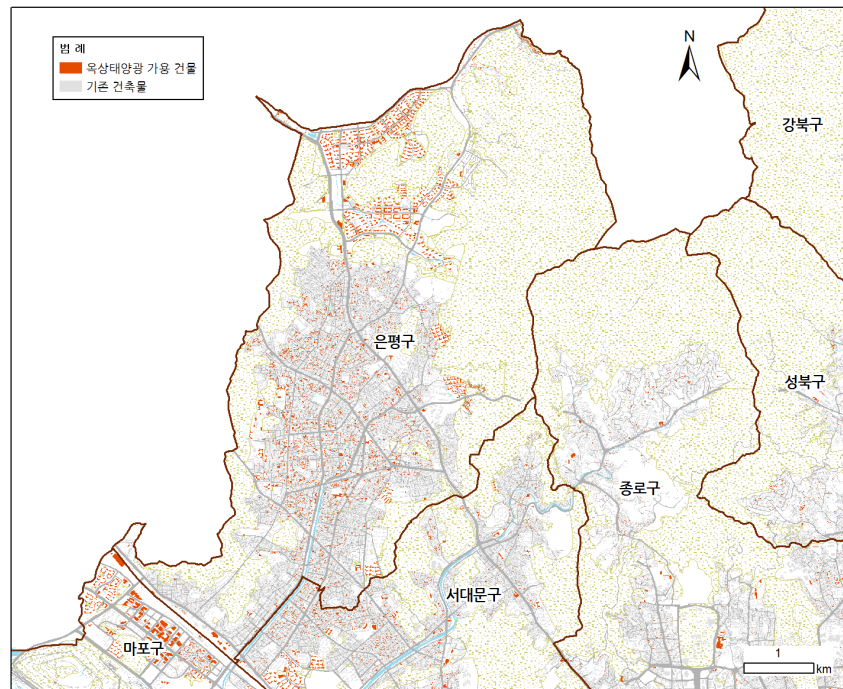 범 례
옥상태양광 가용 건물
기존 건축물
N
강북구
은평구
성북구
종로구
서대문구
마포구
1
km